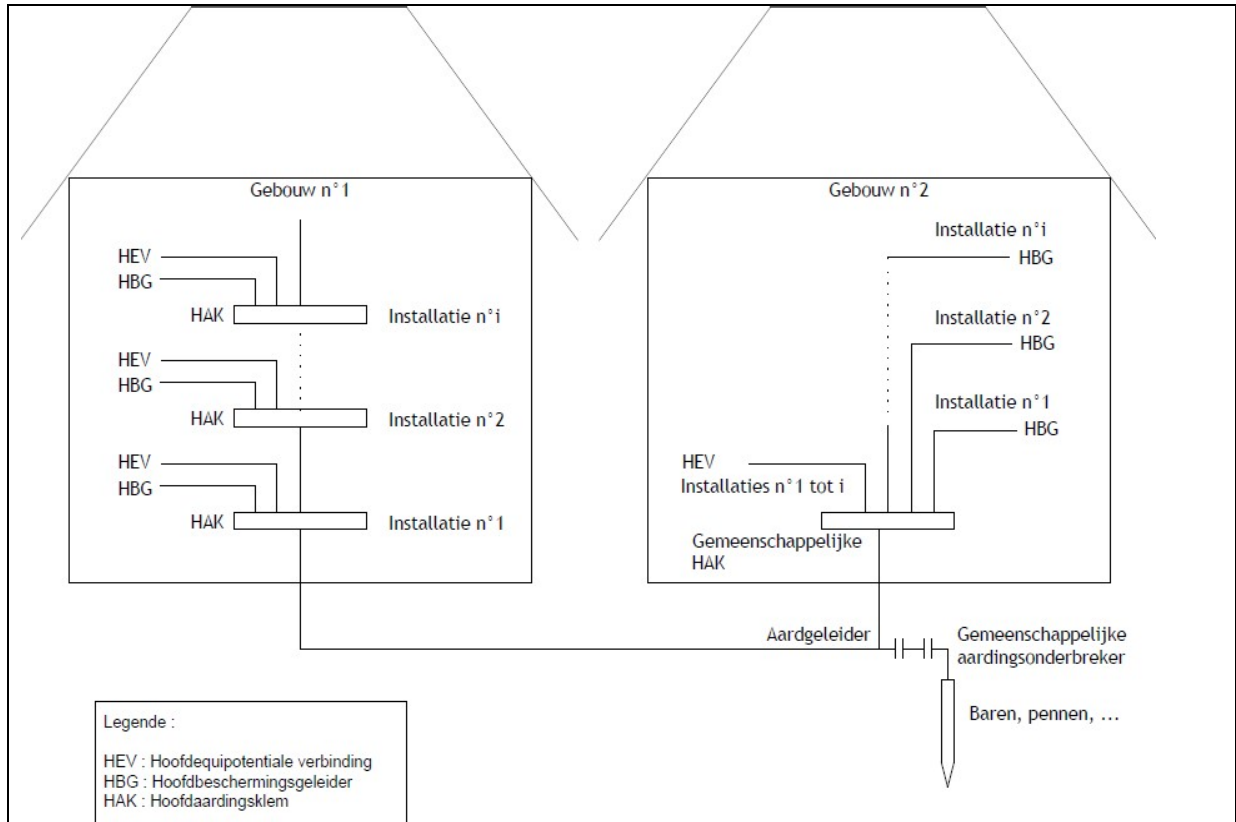 Gebouw n°1
HEV
HBG
HAK
Installatie n°i
HEV
HBG
HAK
Installatie n°2
HEV
HBG
HAK
Installatie n°1
Gebouw n°2
Installatie n°i
HBG
Installatie n°2
HBG
Installatie n°1
HBG
HEV
Installaties n°1 tot i
Gemeenschappelijke
HAK
Aardgeleider
Gemeenschappelijke
aardingsonderbreker
Baren, pennen, ...
Legende :
HEV : Hoofdequipotentiale verbinding
HBG : Hoofdbeschermingsgeleider
HAK : Hoofdaardingsklem